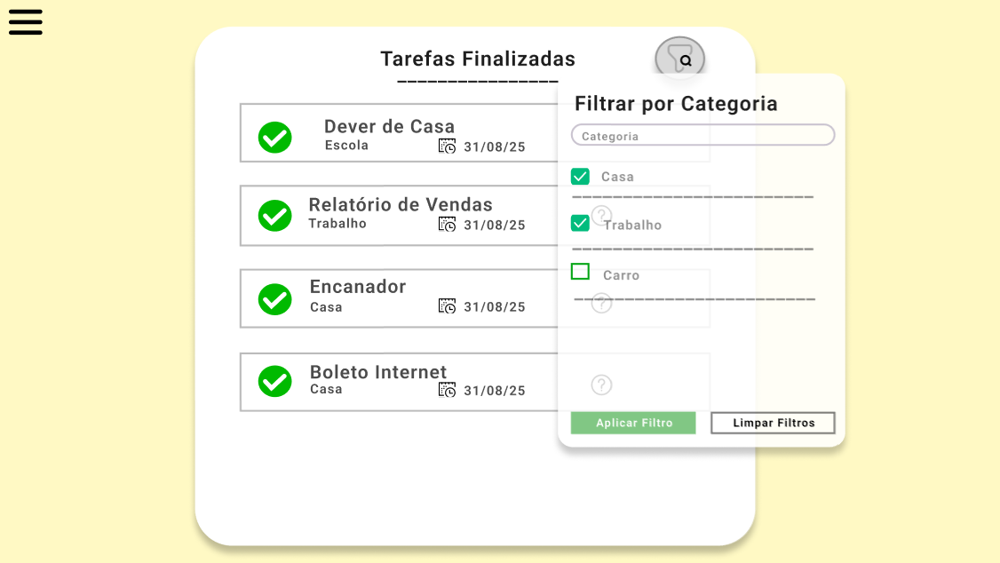 Tarefas Finalizadas
Dever de Casa
Escola
31/08/25
Relatório de Vendas
Trabalho
31/08/25
Encanador
Casa
31/08/25
Boleto Internet
Casa
31/08/25
Filtrar por Categoria
Categoria
Casa
Trabalho
?
Carro
?
?
Aplicar Filtro
Limpar Filtros